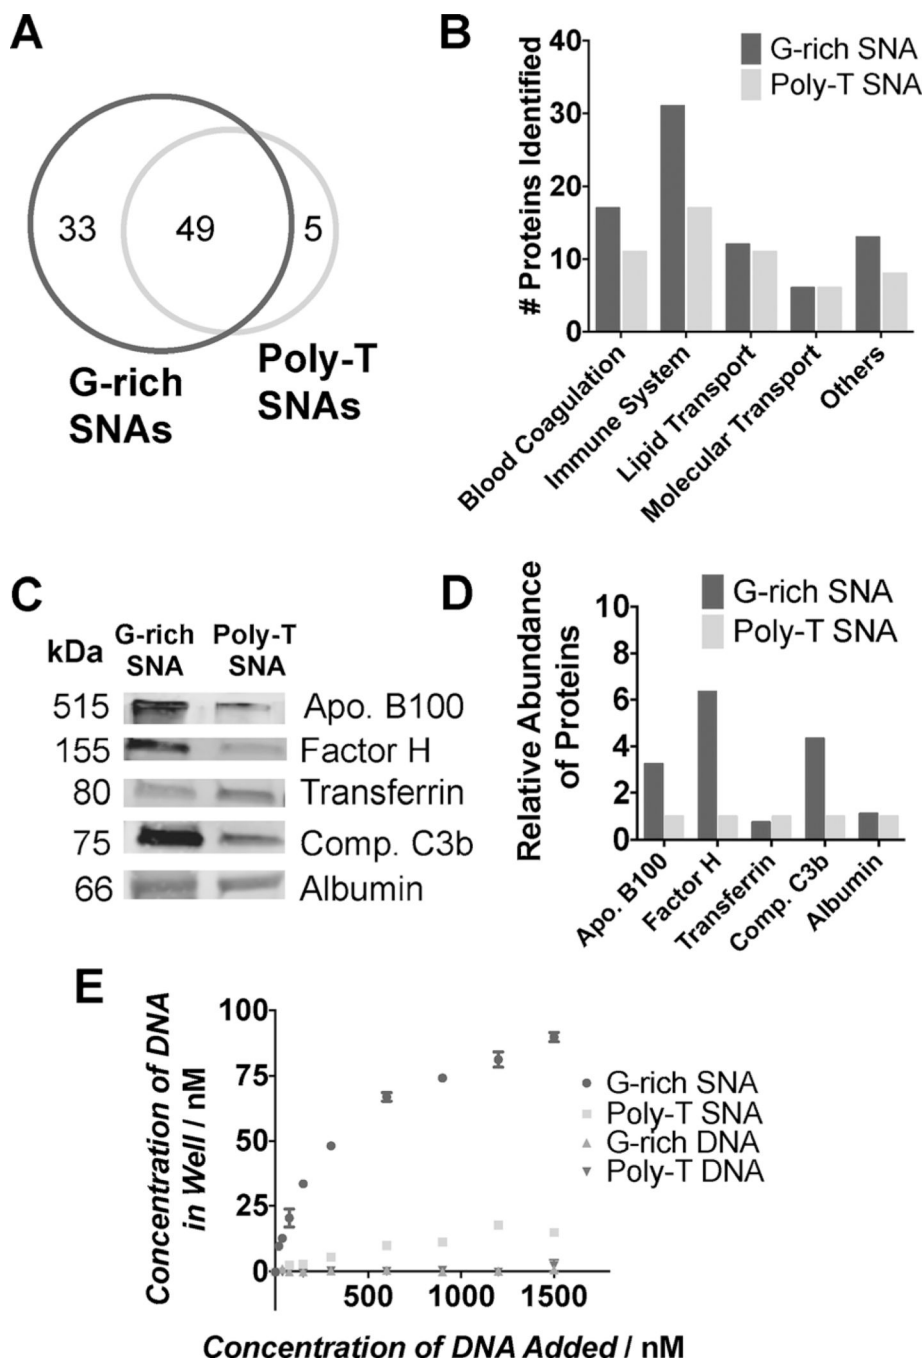 A
33
49
5
G-rich
SNAs
Poly-T
SNAs
B
# Proteins Identified
40
30
20
10
0
G-rich SNA
Poly-T SNA
Blood Coagulation
Immune System
Lipid Transport
Molecular Transport
Others
C
kDa
G-rich
SNA
Poly-T
SNA
515
Apo. B100
155
Factor H
80
Transferrin
75
Comp. C3b
66
Albumin
D
Relative Abundance
of Proteins
10
8
6
4
2
0
G-rich SNA
Poly-T SNA
Apo. B100
Factor H
Transferrin
Comp. C3b
Albumin
E
Concentration of DNA
in Well / nM
100
75
50
25
0
500
1000
1500
G-rich SNA
Poly-T SNA
G-rich DNA
Poly-T DNA
Concentration of DNA Added / nM